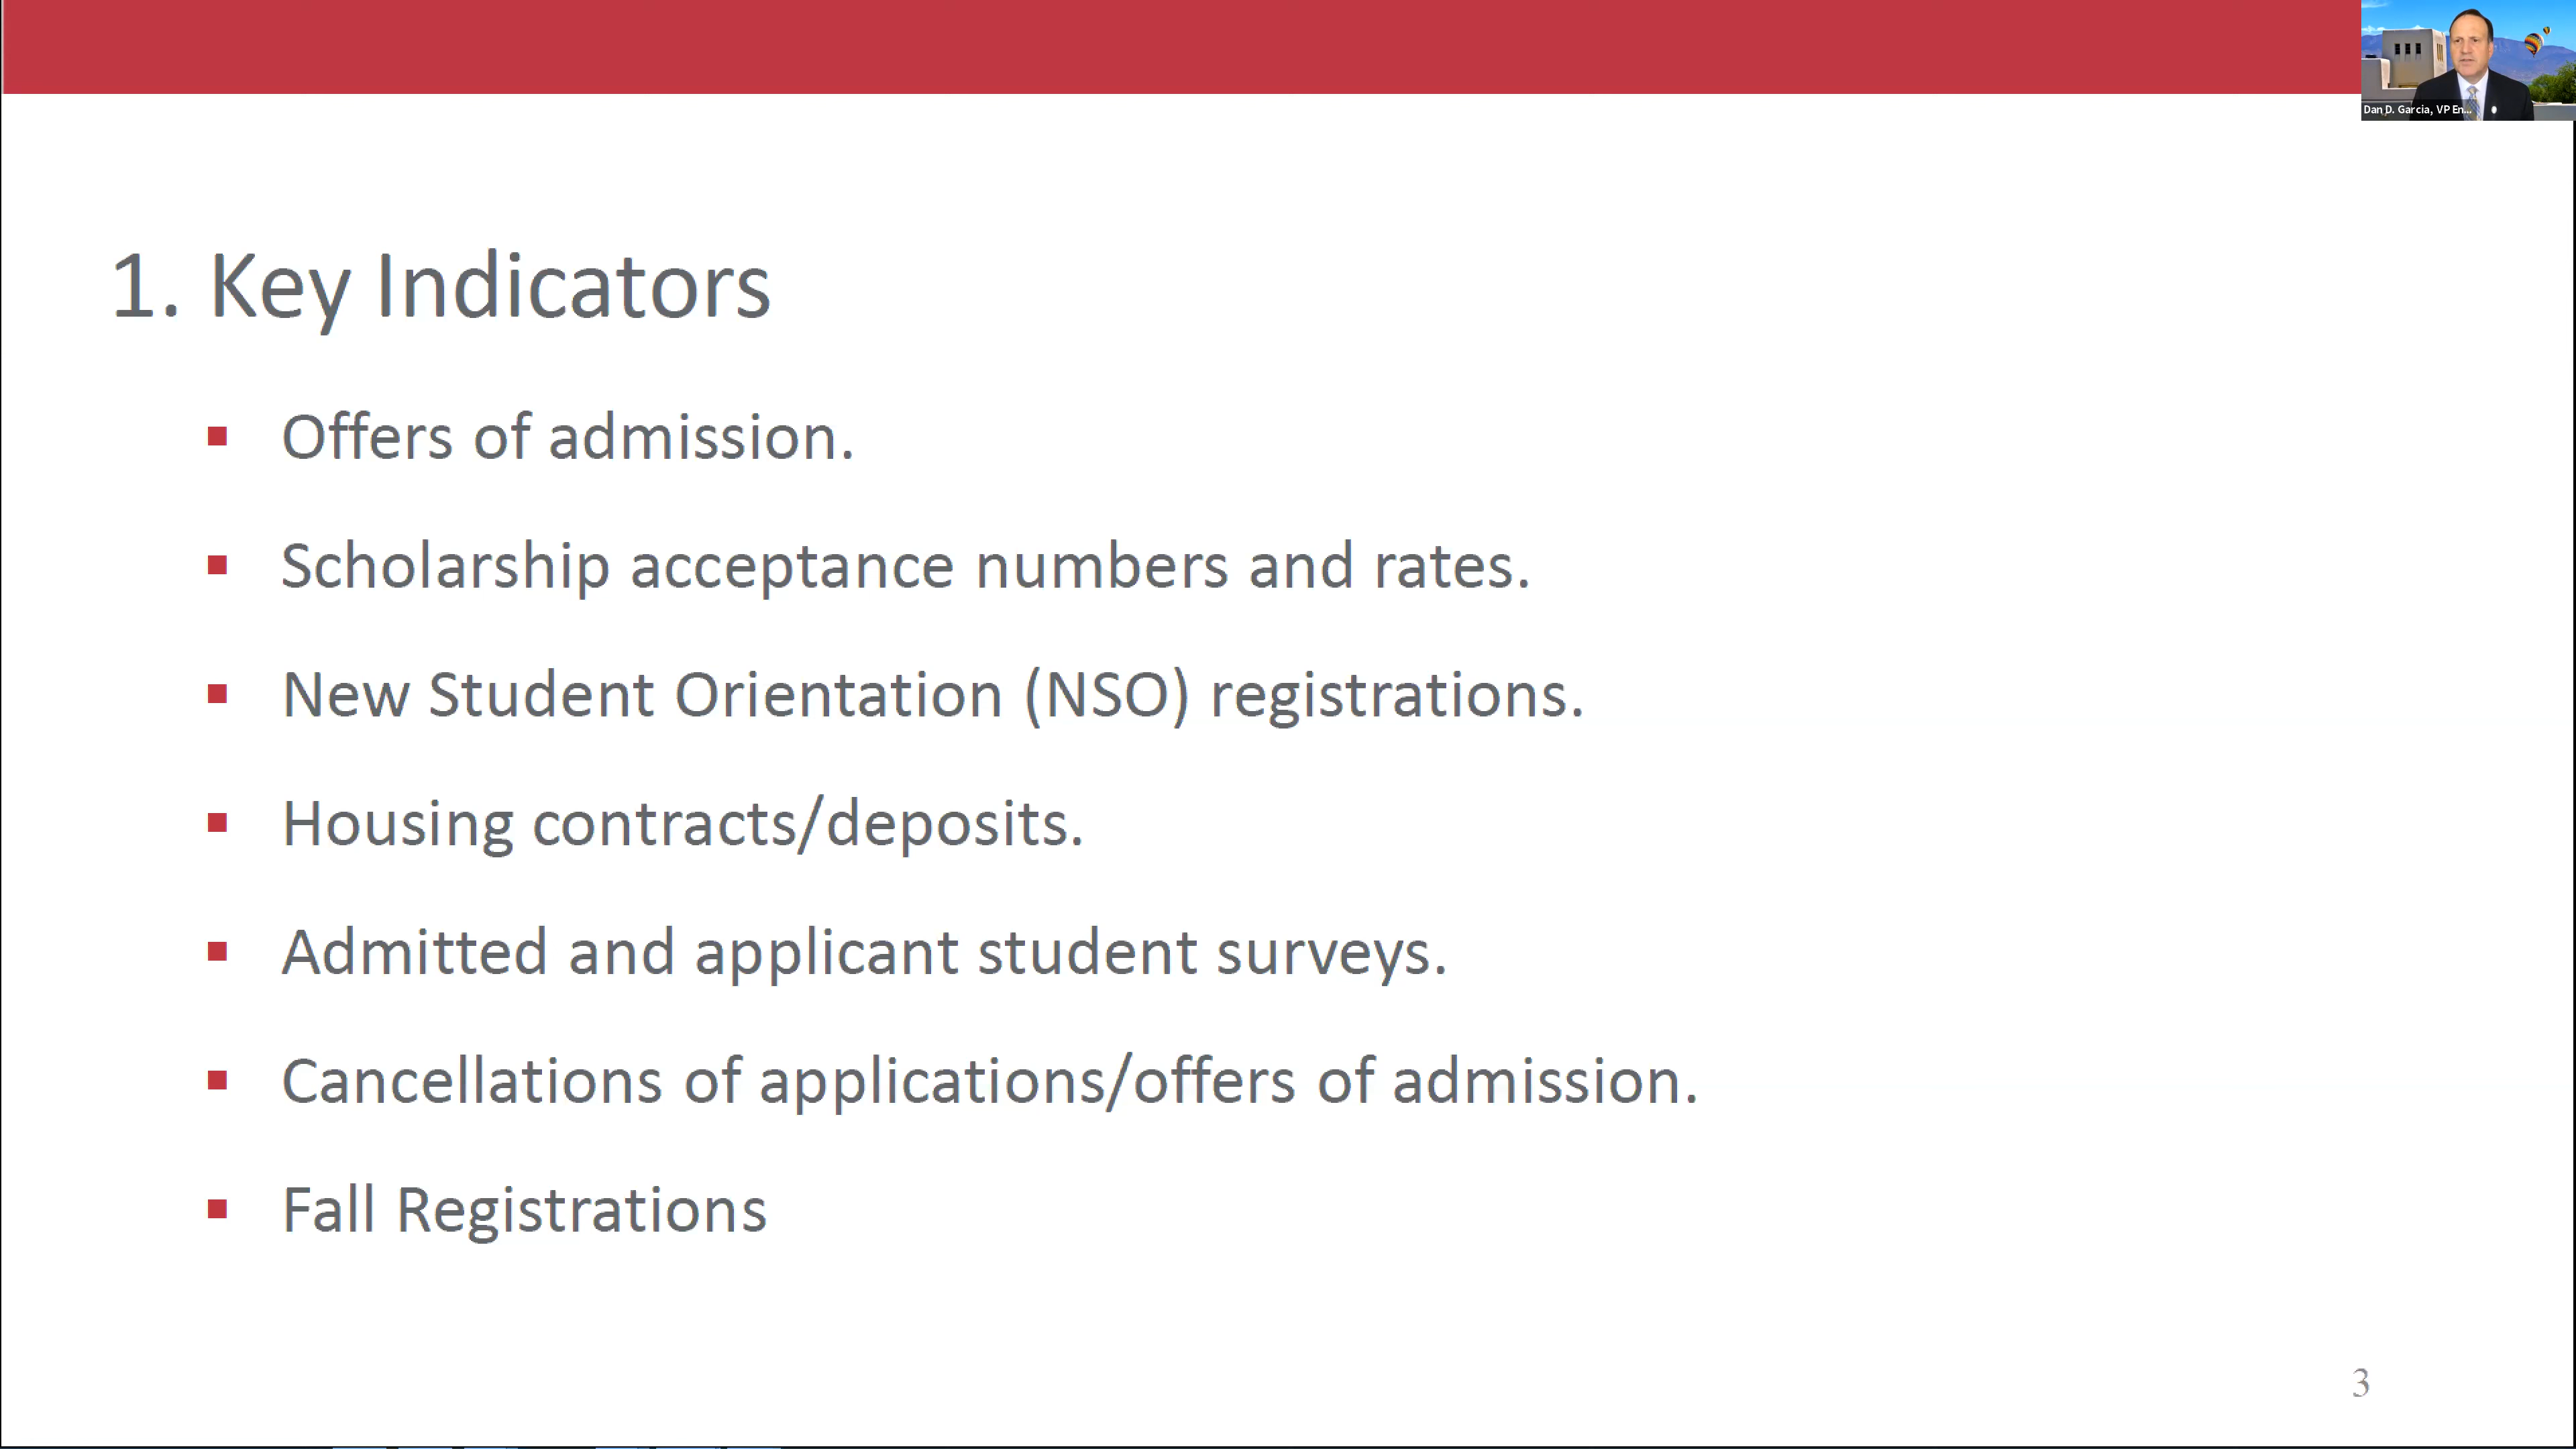 Dan D. Garcia, VP En...
1. Key Indicators
▪ Offers of admission.
▪ Scholarship acceptance numbers and rates.
▪ New Student Orientation (NSO) registrations.
▪ Housing contracts/deposits.
▪ Admitted and applicant student surveys.
▪ Cancellations of applications/offers of admission.
▪ Fall Registrations
3